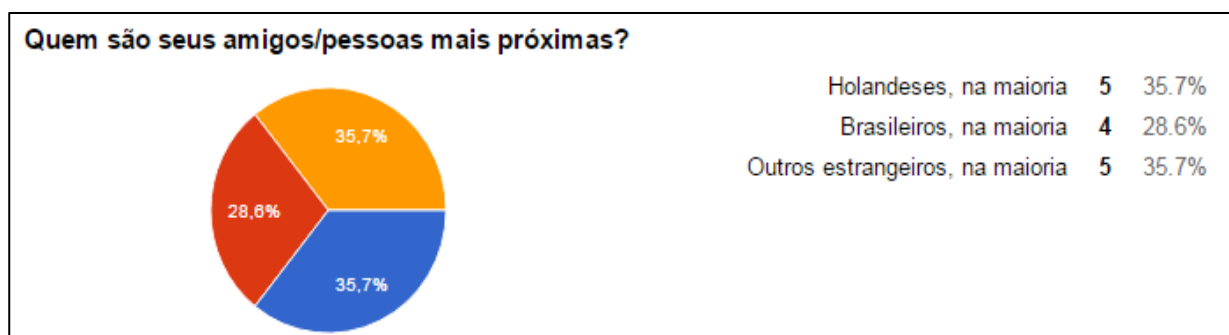 Quem são seus amigos/pessoas mais próximas?
Holandeses, na maioria 5 35.7%
Brasileiros, na maioria 4 28.6%
Outros estrangeiros, na maioria 5 35.7%
35,7%
28,6%
35,7%